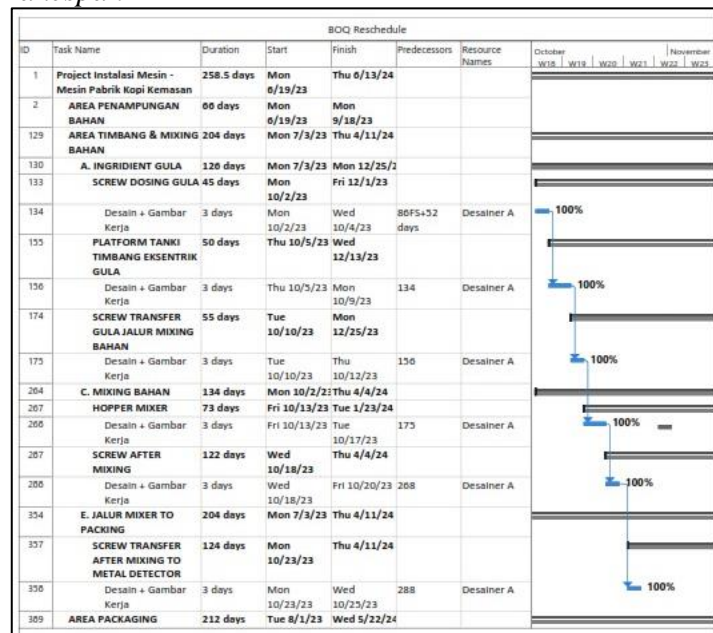 BOQ Reschedule
ID Task Name Duration Start Finish Predecessors Resource Names October November
W18 W19 W20 W21 W22 W23
1 Project Instalasi Mesin - 258.5 days Mon Thu 6/13/24
Mesin Pabrik Kopi Kemasan 6/19/23
2 AREA PENAMPUNGAN 66 days Mon Mon
BAHAN 6/19/23 9/18/23
129 AREA TIMBANG & MIXING 204 days Mon 7/3/23 Thu 4/11/24
BAHAN
130 A. INGRIDIENT GULA 126 days Mon 7/3/23 Mon 12/25/2
133 SCREW DOSING GULA 45 days Mon Fri 12/1/23
10/2/23
134 Desain + Gambar 3 days Mon Wed 86FS+52 Desainer A 100%
Kerja 10/2/23 10/4/23 days
155 PLATFORM TANKI 50 days Thu 10/5/23 Wed
TIMBANG EKSENTRIK 12/13/23
GULA
156 Desain + Gambar 3 days Thu 10/5/23 Mon 134 Desainer A 100%
Kerja 10/9/23
174 SCREW TRANSFER 55 days Tue Mon
GULA JALUR MIXING 10/10/23 12/25/23
BAHAN
175 Desain + Gambar 3 days Tue Thu 156 Desainer A 100%
Kerja 10/10/23 10/12/23
264 C. MIXING BAHAN 134 days Mon 10/2/23 Thu 4/4/24
267 HOPPER MIXER 73 days Fri 10/13/23 Tue 1/23/24
268 Desain + Gambar 3 days Fri 10/13/23 Tue 175 Desainer A 100%
Kerja 10/17/23
287 SCREW AFTER 122 days Wed Thu 4/4/24
MIXING 10/18/23
288 Desain + Gambar 3 days Wed Fri 10/20/23 268 Desainer A 100%
Kerja 10/18/23
354 E. JALUR MIXER TO 204 days Mon 7/3/23 Thu 4/11/24
PACKING
357 SCREW TRANSFER 124 days Mon Thu 4/11/24
AFTER MIXING TO 10/23/23
METAL DETECTOR
358 Desain + Gambar 3 days Mon Wed 288 Desainer A 100%
Kerja 10/23/23 10/25/23
389 AREA PACKAGING 212 days Tue 8/1/23 Wed 5/22/24